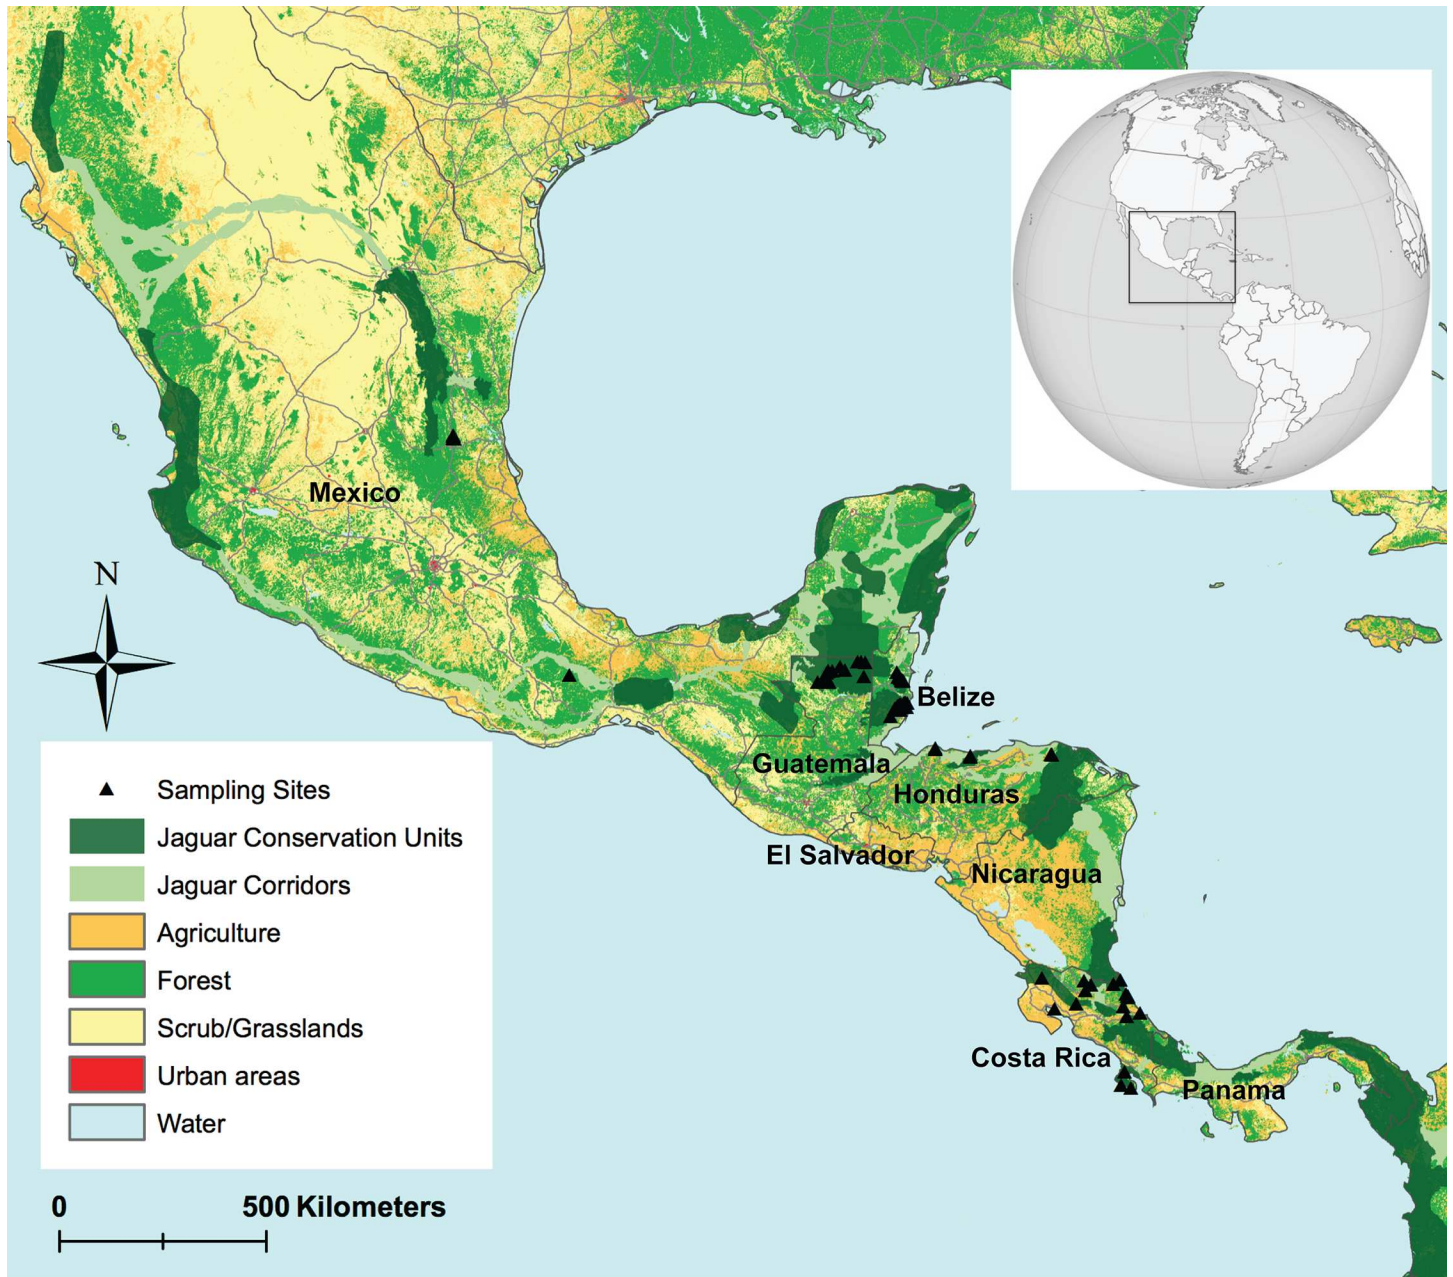 Mexico
N
Belize
Guatemala
Honduras
El Salvador
Nicaragua
Costa Rica
Panama
Sampling Sites
Jaguar Conservation Units
Jaguar Corridors
Agriculture
Forest
Scrub/Grasslands
Urban areas
Water
0 500 Kilometers